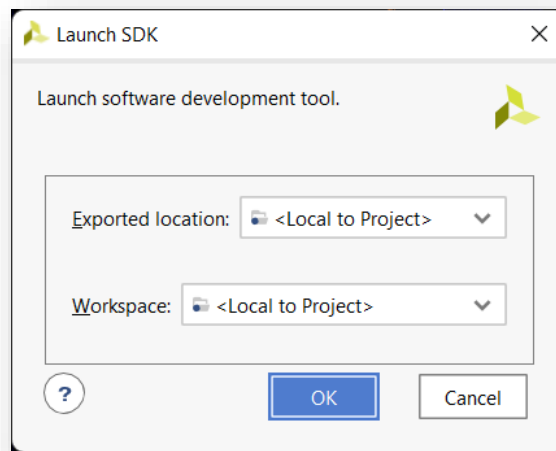 Launch SDK
Launch software development tool.
Exported location: <Local to Project>
Workspace: <Local to Project>
? OK Cancel